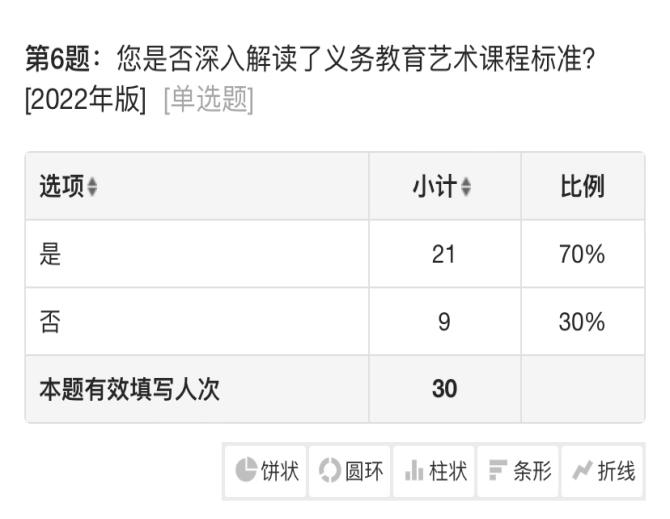 第6题：您是否深入解读了义务教育艺术课程标准?
[2022年版] [单选题]
选项 小计 比例
是 21 70%
否 9 30%
本题有效填写人次 30
饼状 圆环 柱状 条形 折线